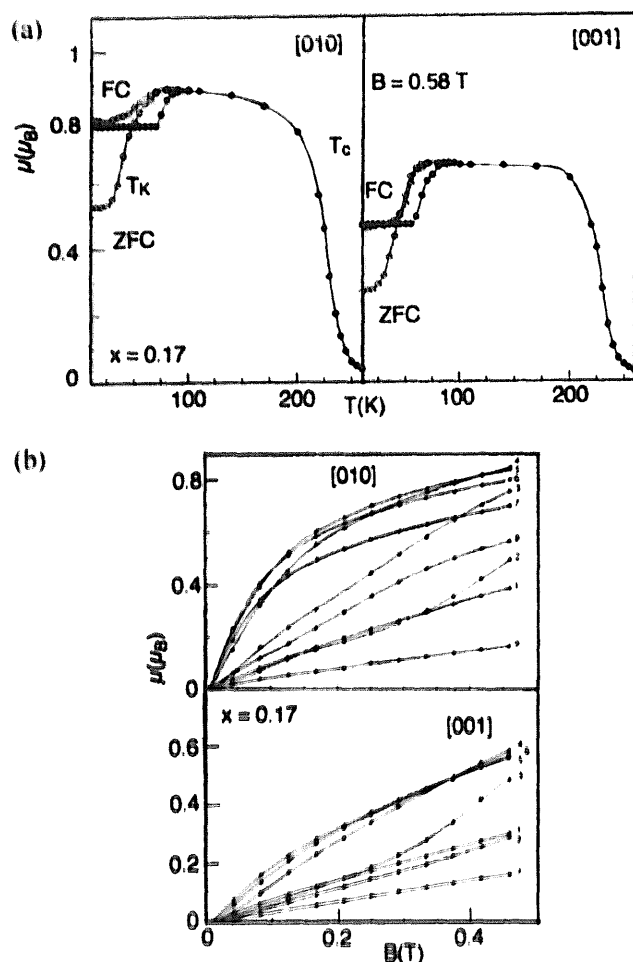 (a)
[010]
[001]
1
FC
B = 0.58 T
0.8
μ(μB)
Tc
FC
TK
0.4
ZFC
ZFC
x = 0.17
0
100
200
T(K)
100
200
(b)
[010]
0.8
0.4
μ(μB)
0
x = 0.17
[001]
0.6
0.4
0.2
0
0
0.2
B(T)
0.4